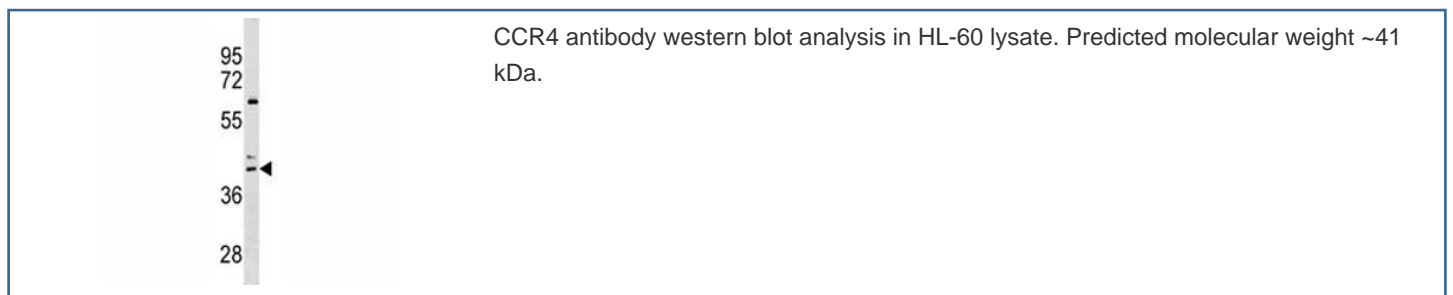 95
72
55
36
28
CCR4 antibody western blot analysis in HL-60 lysate. Predicted molecular weight ~41
kDa.